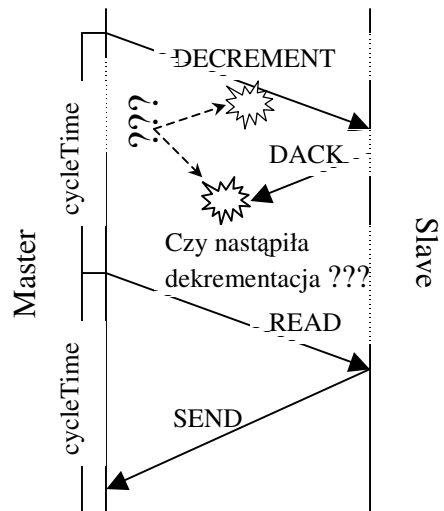 DECREMENT
???
cycleTime
DACK
Czy nastąpiła
dekrementacja ???
Master
Slave
READ
cycleTime
SEND